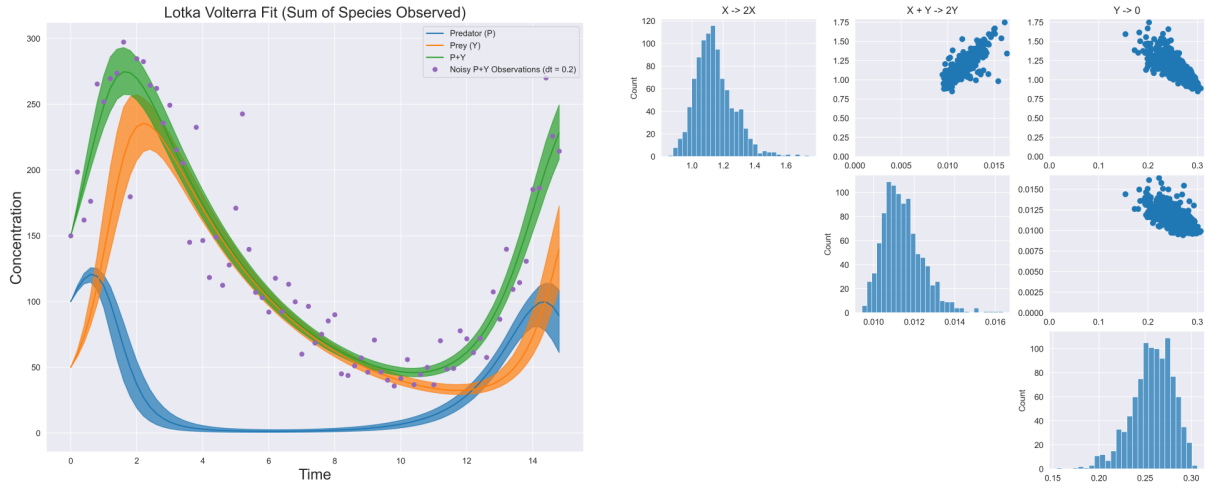 Lotka Volterra Fit (Sum of Species Observed)
Predator (P)
Prey (Y)
P+Y
Noisy P+Y Observations (dt = 0.2)
Concentration
300
250
200
150
100
50
0
0 2 4 6 8 10 12 14
Time
X -> 2X
X + Y -> 2Y
Y -> 0
Count
120
100
80
60
40
20
0
1.0 1.2 1.4 1.6
1.75
1.50
1.25
1.00
0.75
0.50
0.25
0.00
0.000 0.005 0.010 0.015
1.75
1.50
1.25
1.00
0.75
0.50
0.25
0.00
0.0 0.1 0.2 0.3
Count
100
80
60
40
20
0
0.010 0.012 0.014 0.016
0.0150
0.0125
0.0100
0.0075
0.0050
0.0025
0.0000
0.0 0.1 0.2 0.3
Count
100
80
60
40
20
0
0.15 0.20 0.25 0.30